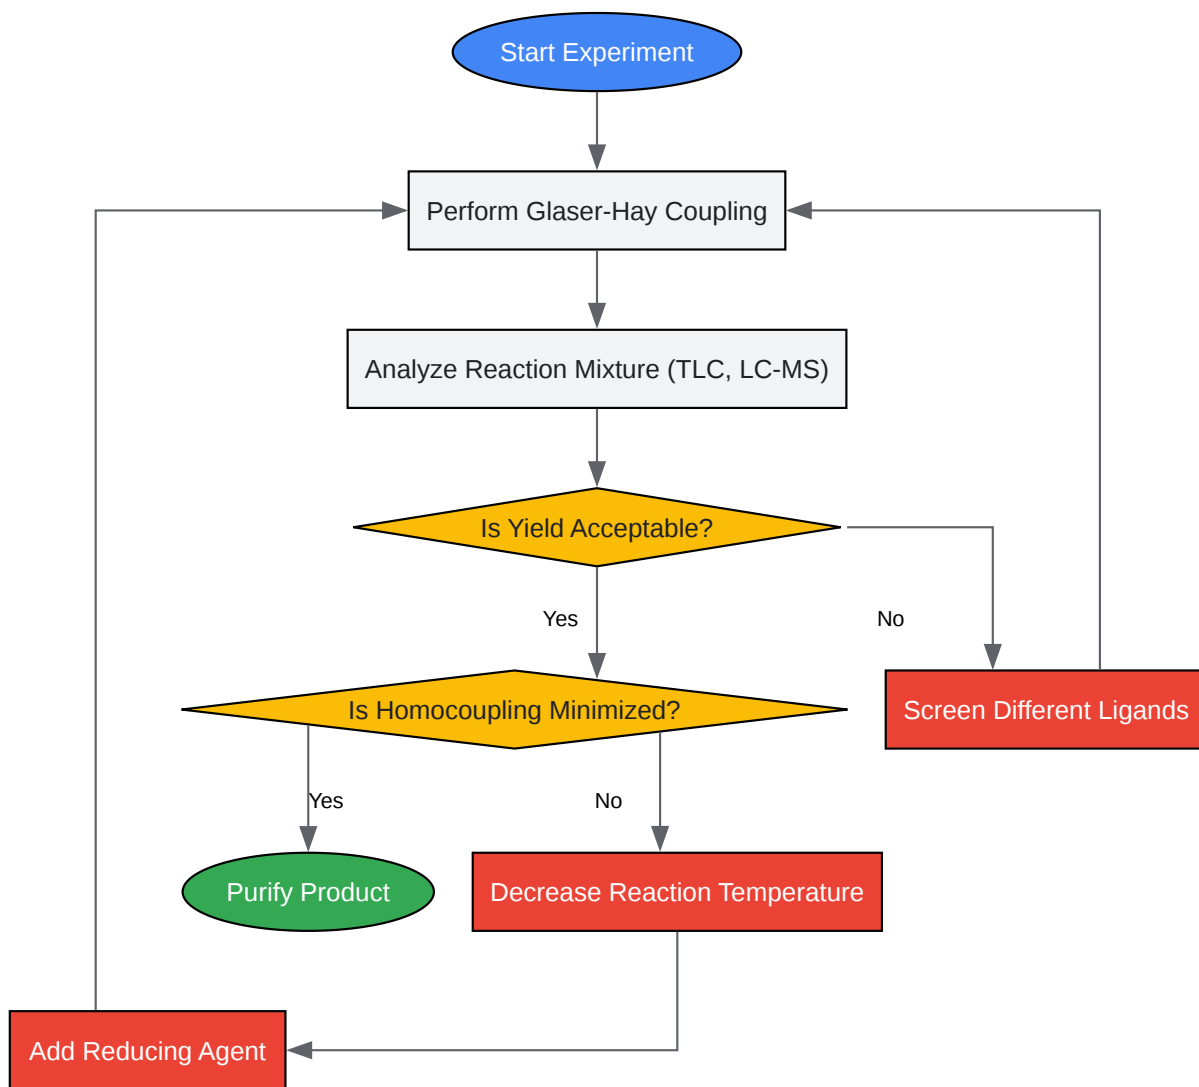 Start Experiment
Perform Glaser-Hay Coupling
Analyze Reaction Mixture (TLC, LC-MS)
Is Yield Acceptable?
Yes
No
Is Homocoupling Minimized?
Screen Different Ligands
Yes
No
Purify Product
Decrease Reaction Temperature
Add Reducing Agent